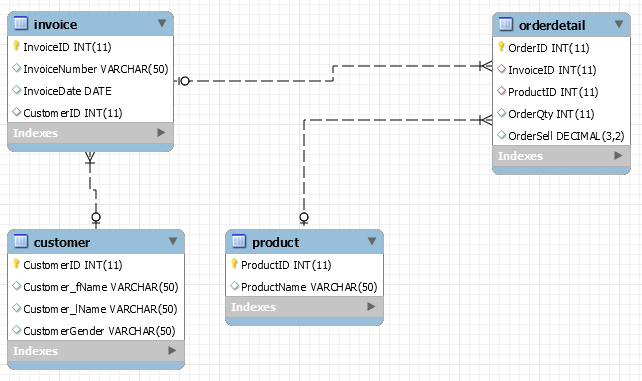 invoice
InvoiceID INT(11)
InvoiceNumber VARCHAR(50)
InvoiceDate DATE
CustomerID INT(11)
Indexes
orderdetail
OrderID INT(11)
InvoiceID INT(11)
ProductID INT(11)
OrderQty INT(11)
OrderSell DECIMAL(3,2)
Indexes
customer
CustomerID INT(11)
Customer_fName VARCHAR(50)
Customer_lName VARCHAR(50)
CustomerGender VARCHAR(50)
Indexes
product
ProductID INT(11)
ProductName VARCHAR(50)
Indexes